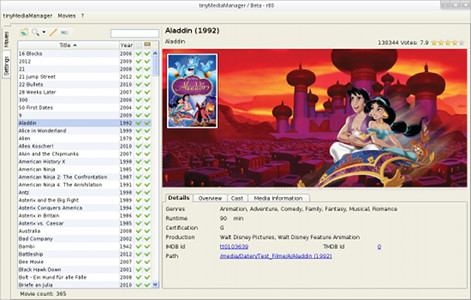 tinyMediaManager / Beta - r80
tinyMediaManager Movies ?
Movies
Settings
Title Year
16 Blocks 2006
2012 2009
21 2008
21 Jump Street 2012
22 Bullets 2010
28 Weeks Later 2007
300 2006
50 First Dates 2004
9 2009
Aladdin 1992
Alice in Wonderland 1999
Alien 1979
Alles Koscher! 2010
Alvin and the Chipmunks 2007
American History X 1998
American Ninja 1985
American Ninja 2: The Confrontation 1987
American Ninja 4: The Annihilation 1991
Antz 1998
Asterix and the Big Fight 1989
Asterix Conquers America 1994
Asterix in Britain 1986
Asterix vs. Caesar 1985
Australia 2008
Bad Company 2002
Bambi 1942
Battleship 2012
Bee Movie 2007
Black Hawk Down 2001
Bolt - Ein Hund für alle Fälle 2008
Briefe an Julia 2010
Movie count: 365
Aladdin (1992)
Aladdin
130344 Votes: 7.9
Aladdin
Details Overview Cast Media Information
Genres Animation, Adventure, Comedy, Family, Fantasy, Musical, Romance
Runtime 90 min
Certification G
Production Walt Disney Pictures, Walt Disney Feature Animation
IMDB Id tt0103639 TMDB Id 0
Path /media/Daten/Test_Filme/A/Aladdin (1992)